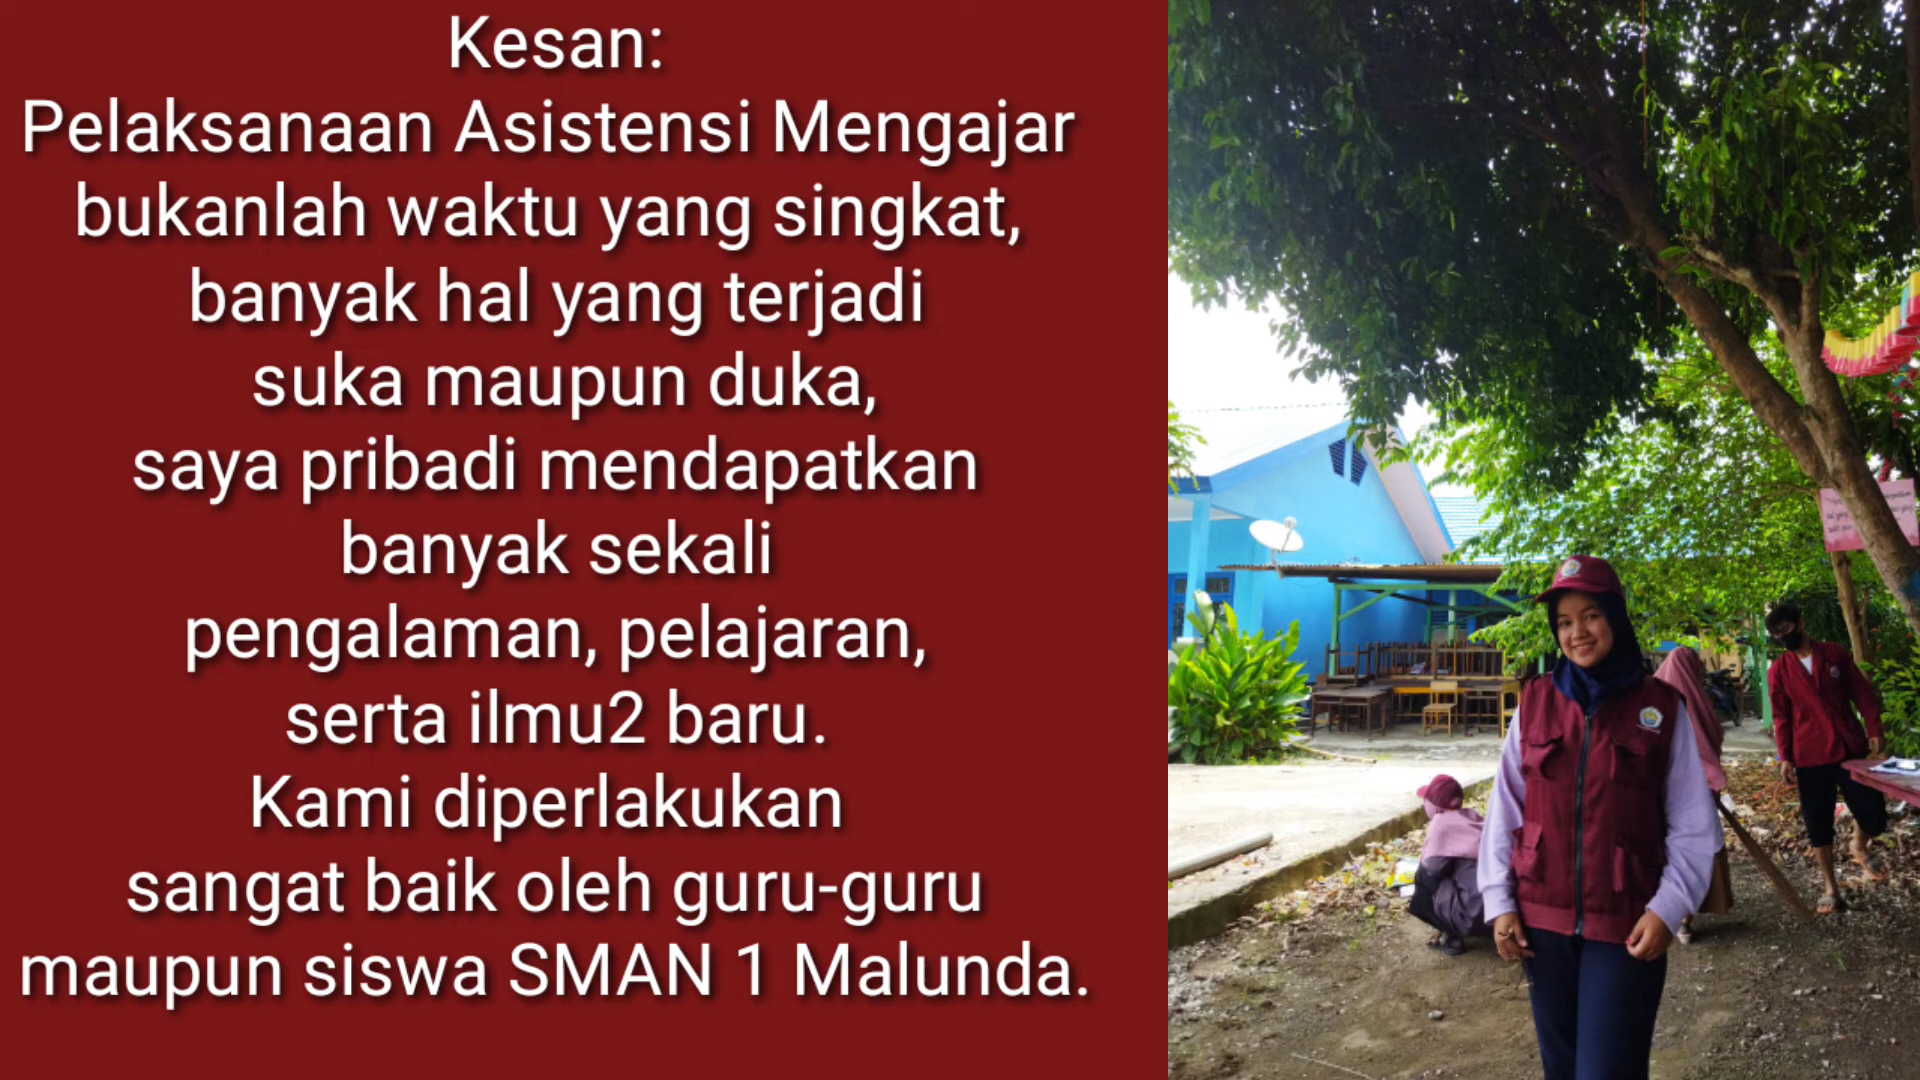 Kesan:
Pelaksanaan Asistensi Mengajar
bukanlah waktu yang singkat,
banyak hal yang terjadi
suka maupun duka,
saya pribadi mendapatkan
banyak sekali
pengalaman, pelajaran,
serta ilmu2 baru.
Kami diperlakukan
sangat baik oleh guru-guru
maupun siswa SMAN 1 Malunda.